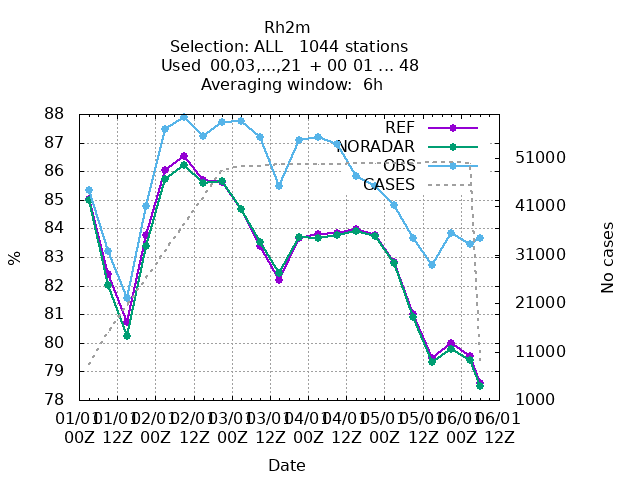 Rh2m
Selection: ALL 1044 stations
Used 00,03,...,21 + 00 01 ... 48
Averaging window: 6h
88
87
86
85
84
83
82
81
80
79
78
%
REF
NORADAR
OBS
CASES
51000
41000
31000
21000
11000
1000
No cases
01/01 01/01 02/01 02/01 03/01 03/01 04/01 04/01 05/01 05/01 06/01 06/01
00Z 12Z 00Z 12Z 00Z 12Z 00Z 12Z 00Z 12Z 00Z 12Z
Date